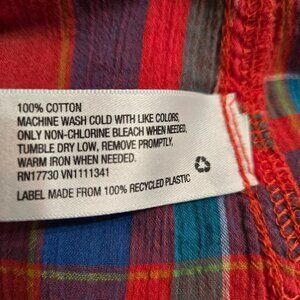 100% COTTON
MACHINE WASH COLD WITH LIKE COLORS,
ONLY NON-CHLORINE BLEACH WHEN NEEDED,
TUMBLE DRY LOW, REMOVE PROMPTLY,
WARM IRON WHEN NEEDED.
RN17730 VN1111341
LABEL MADE FROM 100% RECYCLED PLASTIC